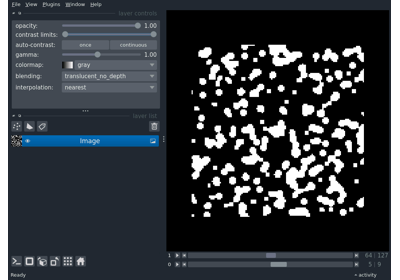 File View Plugins Window Help
layer controls
opacity: 1.00
contrast limits:
auto-contrast: once continuous
gamma: 1.00
colormap: gray
blending: translucent_no_depth
interpolation: nearest
layer list
Image
1 64 127
0 5 9
Ready activity